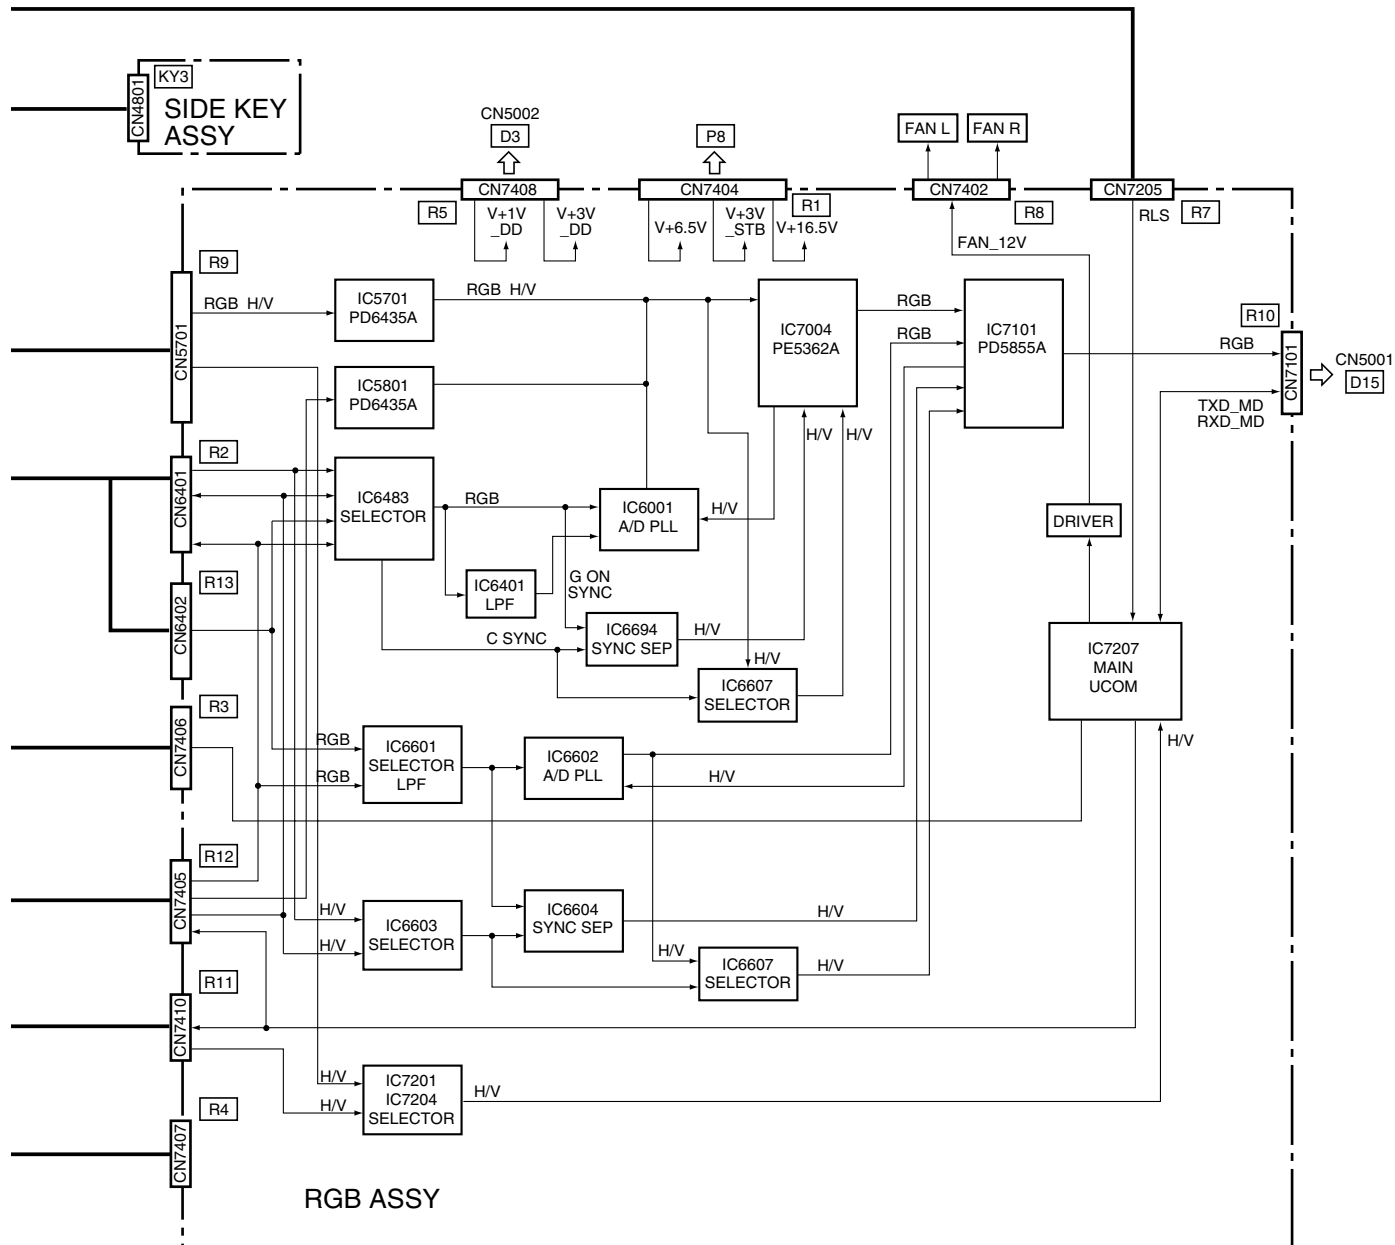 KY3
CN4801
SIDE KEY
ASSY
CN5002
D3
P8
FAN L
FAN R
CN7408
CN7404
CN7402
CN7205
R5
V+1V
_DD
V+3V
_DD
V+6.5V
V+3V
_STB
R1
V+16.5V
R8
RLS
R7
FAN_12V
R9
CN5701
RGB H/V
IC5701
PD6435A
RGB H/V
IC7004
PE5362A
RGB
RGB
IC7101
PD5855A
R10
RGB
CN7101
CN5001
D15
TXD_MD
RXD_MD
IC5801
PD6435A
H/V
H/V
R2
CN6401
IC6483
SELECTOR
RGB
IC6001
A/D PLL
H/V
DRIVER
R13
CN6402
IC6401
LPF
G ON
SYNC
C SYNC
IC6694
SYNC SEP
H/V
H/V
IC6607
SELECTOR
IC7207
MAIN
UCOM
R3
CN7406
RGB
RGB
IC6601
SELECTOR
LPF
IC6602
A/D PLL
H/V
H/V
R12
CN7405
H/V
H/V
IC6603
SELECTOR
IC6604
SYNC SEP
H/V
H/V
IC6607
SELECTOR
H/V
R11
CN7410
H/V
H/V
IC7201
IC7204
SELECTOR
H/V
R4
CN7407
RGB ASSY